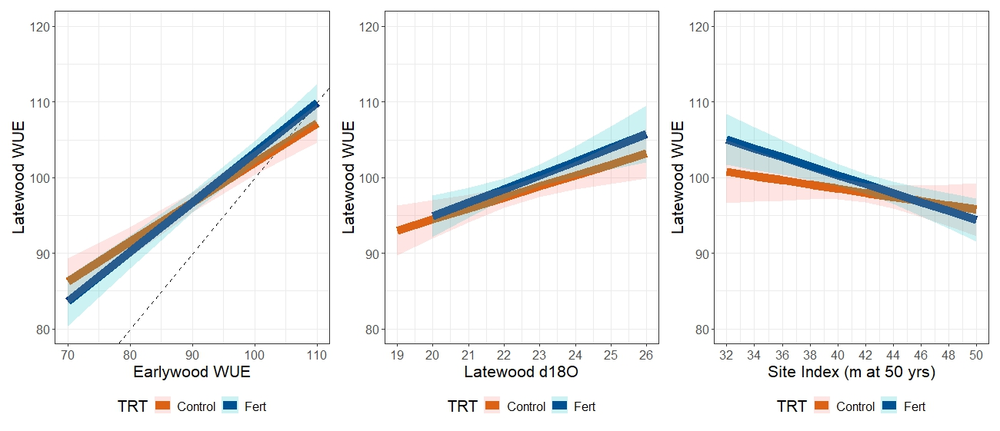 120
110
100
90
80
Latewood WUE
70 80 90 100 110
Earlywood WUE
TRT Control Fert
120
110
100
90
80
Latewood WUE
19 20 21 22 23 24 25 26
Latewood d18O
TRT Control Fert
120
110
100
90
80
Latewood WUE
32 34 36 38 40 42 44 46 48 50
Site Index (m at 50 yrs)
TRT Control Fert